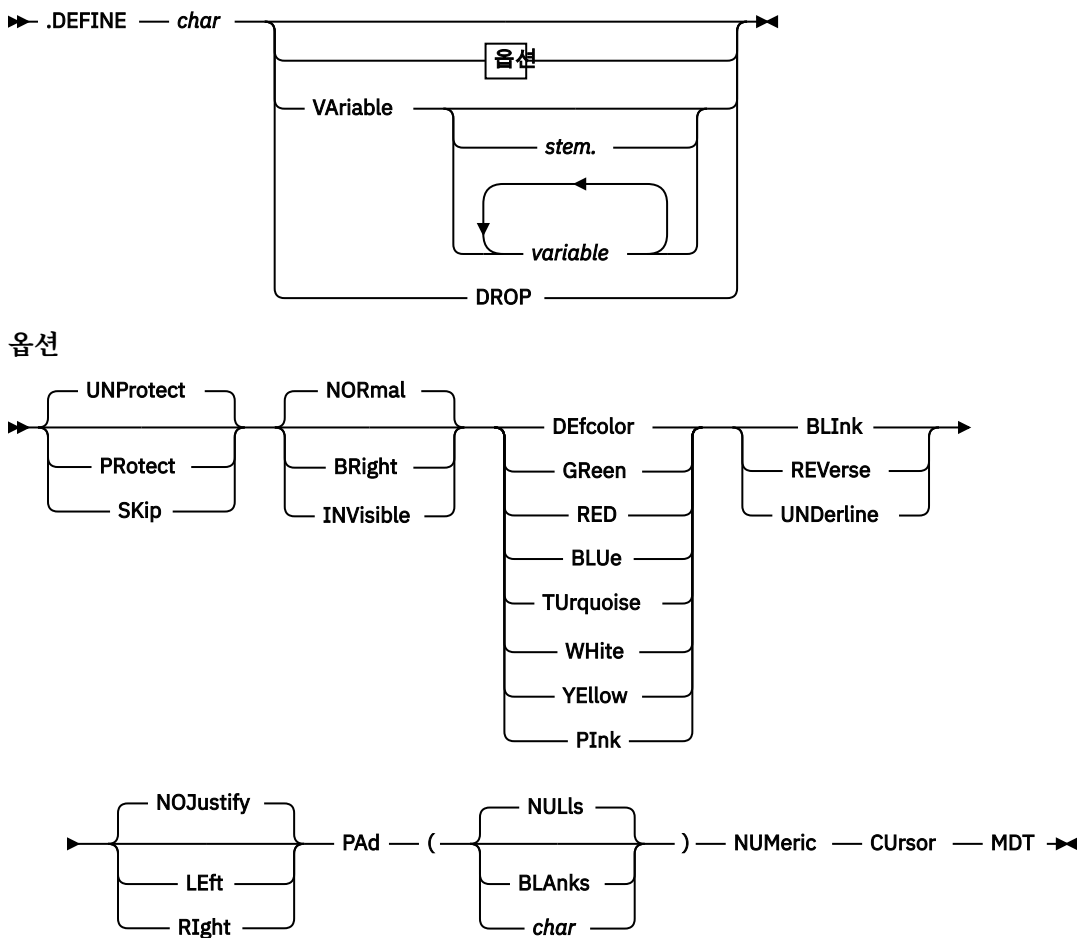 .DEFINE char
옵션
VAriable
stem.
variable
DROP
옵션
UNProtect NORmal
DEfcolor BLInk
PRotect BRight GReen REVerse
SKip INVisible RED UNDerline
BLUe
TUrquoise
WHite
YEllow
PInk
NOJustify NULls
PAd ( ) NUMeric CUrsor MDT
LEft BLAnks
RIght char